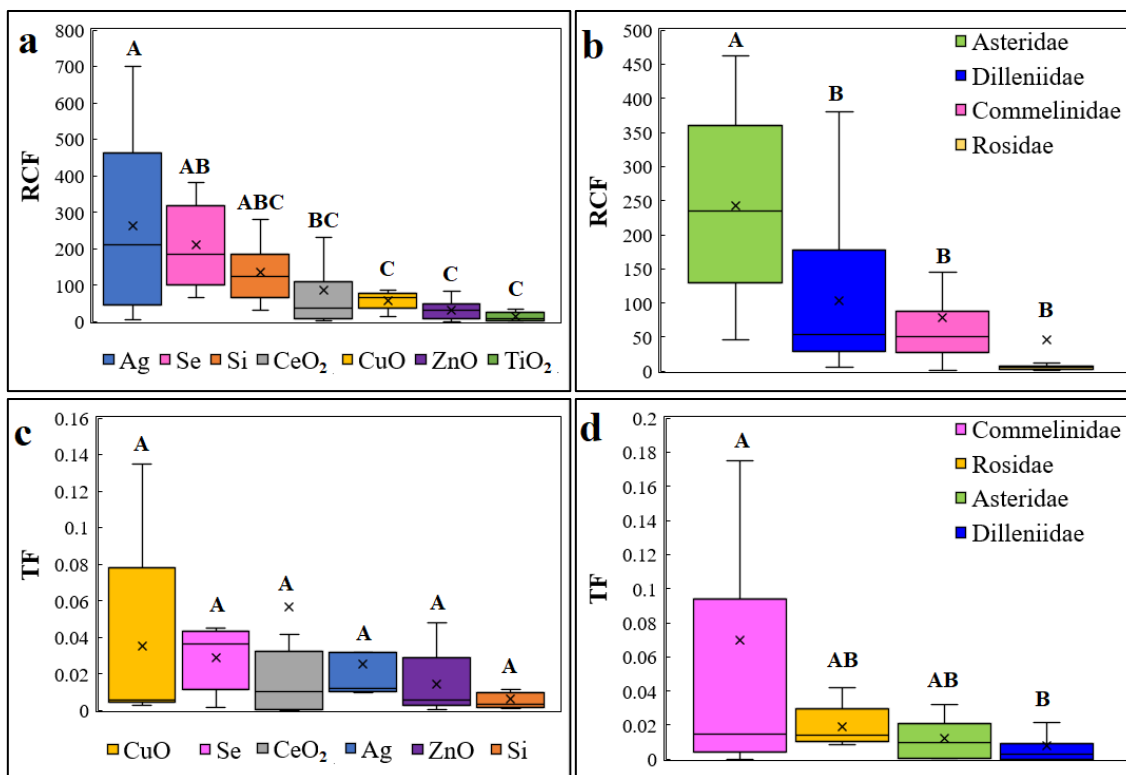 a
RCF
800
700
600
500
400
300
200
100
0
A
AB
ABC
BC
C
C
C
Ag Se Si CeO₂ CuO ZnO TiO₂
b
RCF
500
450
400
350
300
250
200
150
100
50
0
A
B
B
B
Asteridae
Dilleniidae
Commelinidae
Rosidae
c
TF
0.16
0.14
0.12
0.1
0.08
0.06
0.04
0.02
0
A
A
A
A
A
A
CuO Se CeO₂ Ag ZnO Si
d
TF
0.2
0.18
0.16
0.14
0.12
0.1
0.08
0.06
0.04
0.02
0
A
AB
AB
B
Commelinidae
Rosidae
Asteridae
Dilleniidae